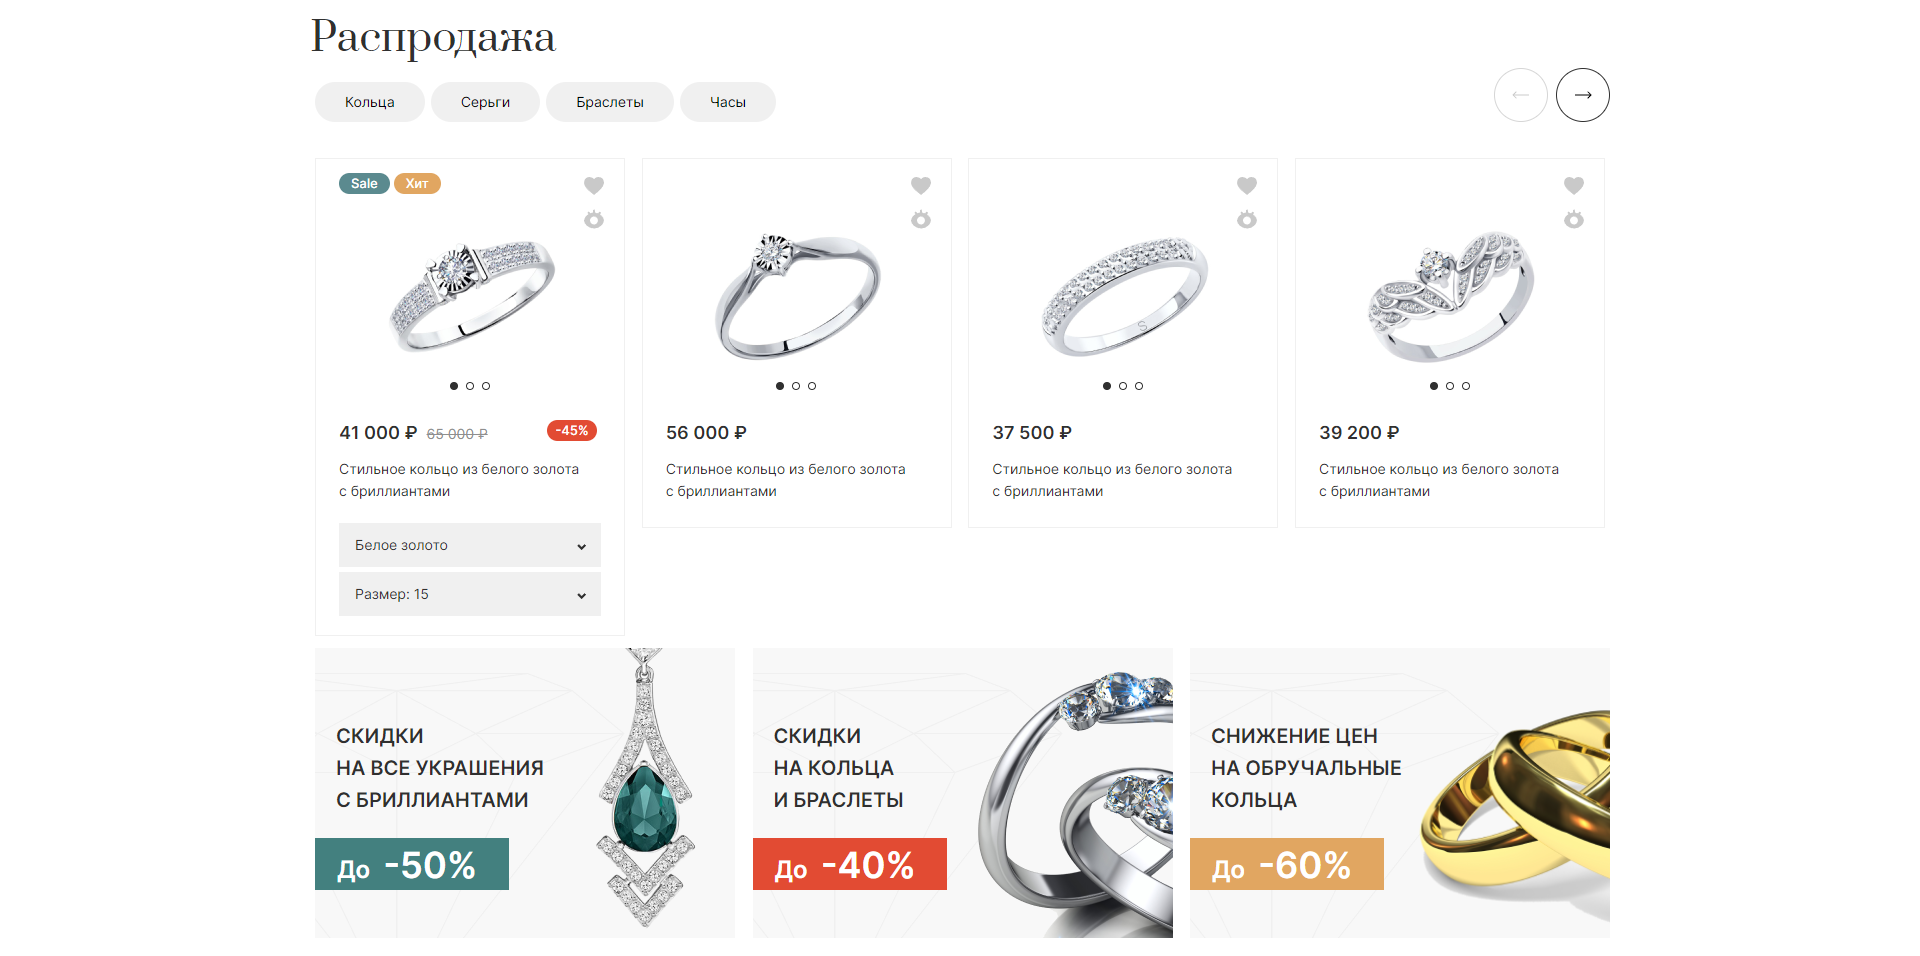 Распродажа
Кольца
Серьги
Браслеты
Часы
Sale
Хит
41 000 ₽ 65 000 ₽
-45%
Стильное кольцо из белого золота
с бриллиантами
Белое золото
Размер: 15
56 000 ₽
Стильное кольцо из белого золота
с бриллиантами
37 500 ₽
Стильное кольцо из белого золота
с бриллиантами
39 200 ₽
Стильное кольцо из белого золота
с бриллиантами
СКИДКИ
НА ВСЕ УКРАШЕНИЯ
С БРИЛЛИАНТАМИ
До -50%
СКИДКИ
НА КОЛЬЦА
И БРАСЛЕТЫ
До -40%
СНИЖЕНИЕ ЦЕН
НА ОБРУЧАЛЬНЫЕ
КОЛЬЦА
До -60%